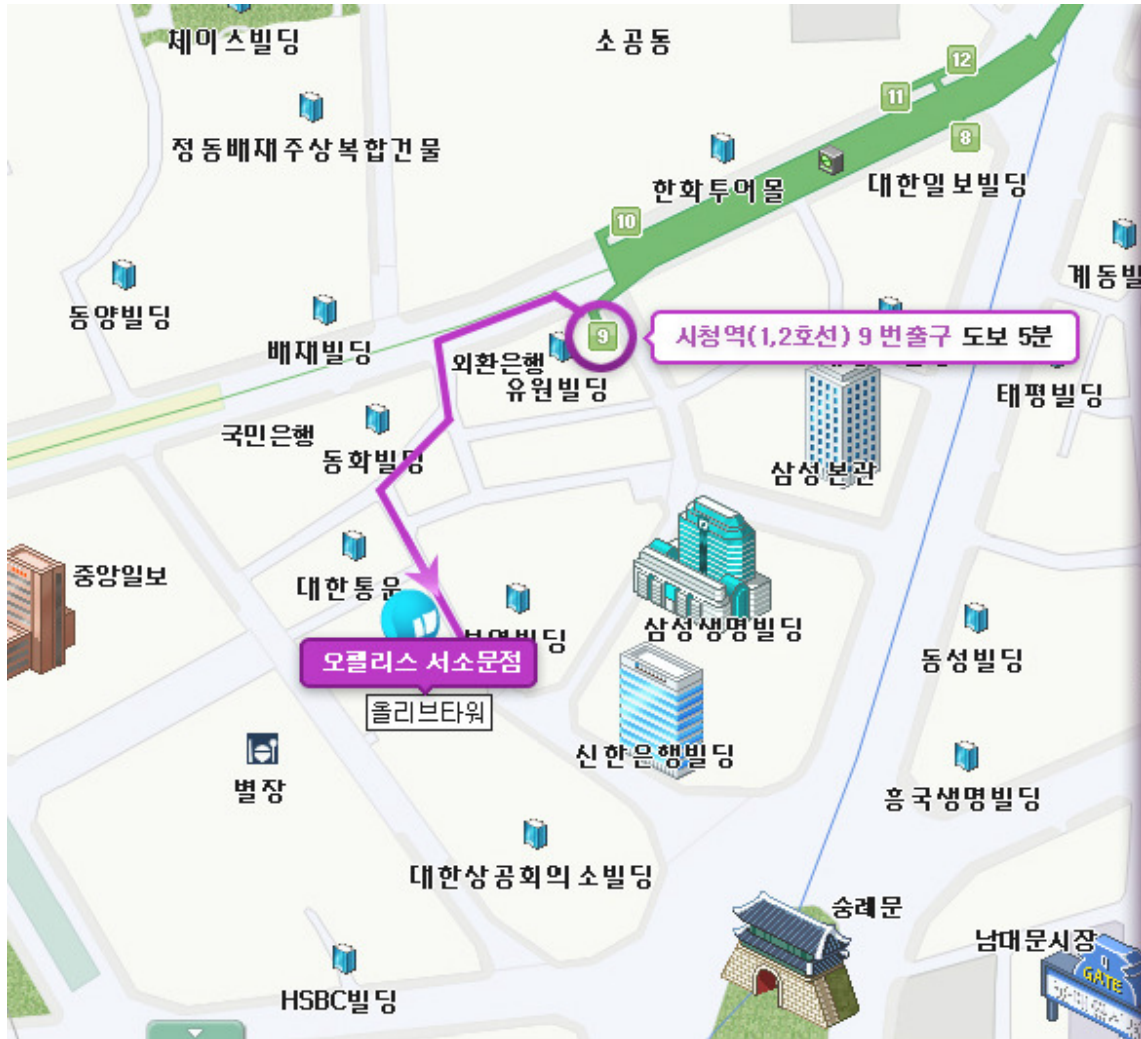 체이스빌딩
소공동
12
11
정동배재주상복합건물
8
한화투어몰
대한일보빌딩
10
계동빌
동양빌딩
배재빌딩
9
시청역(1,2호선) 9 번출구 도보 5분
외환은행
유원빌딩
태평빌딩
국민은행
동화빌딩
삼성본관
중앙일보
대한통운
삼성생명빌딩
동성빌딩
오펠리스 서소문점
올리브타워
신한은행빌딩
별장
흥국생명빌딩
대한상공회의소빌딩
숭례문
남대문시장
GATE
HSBC빌딩